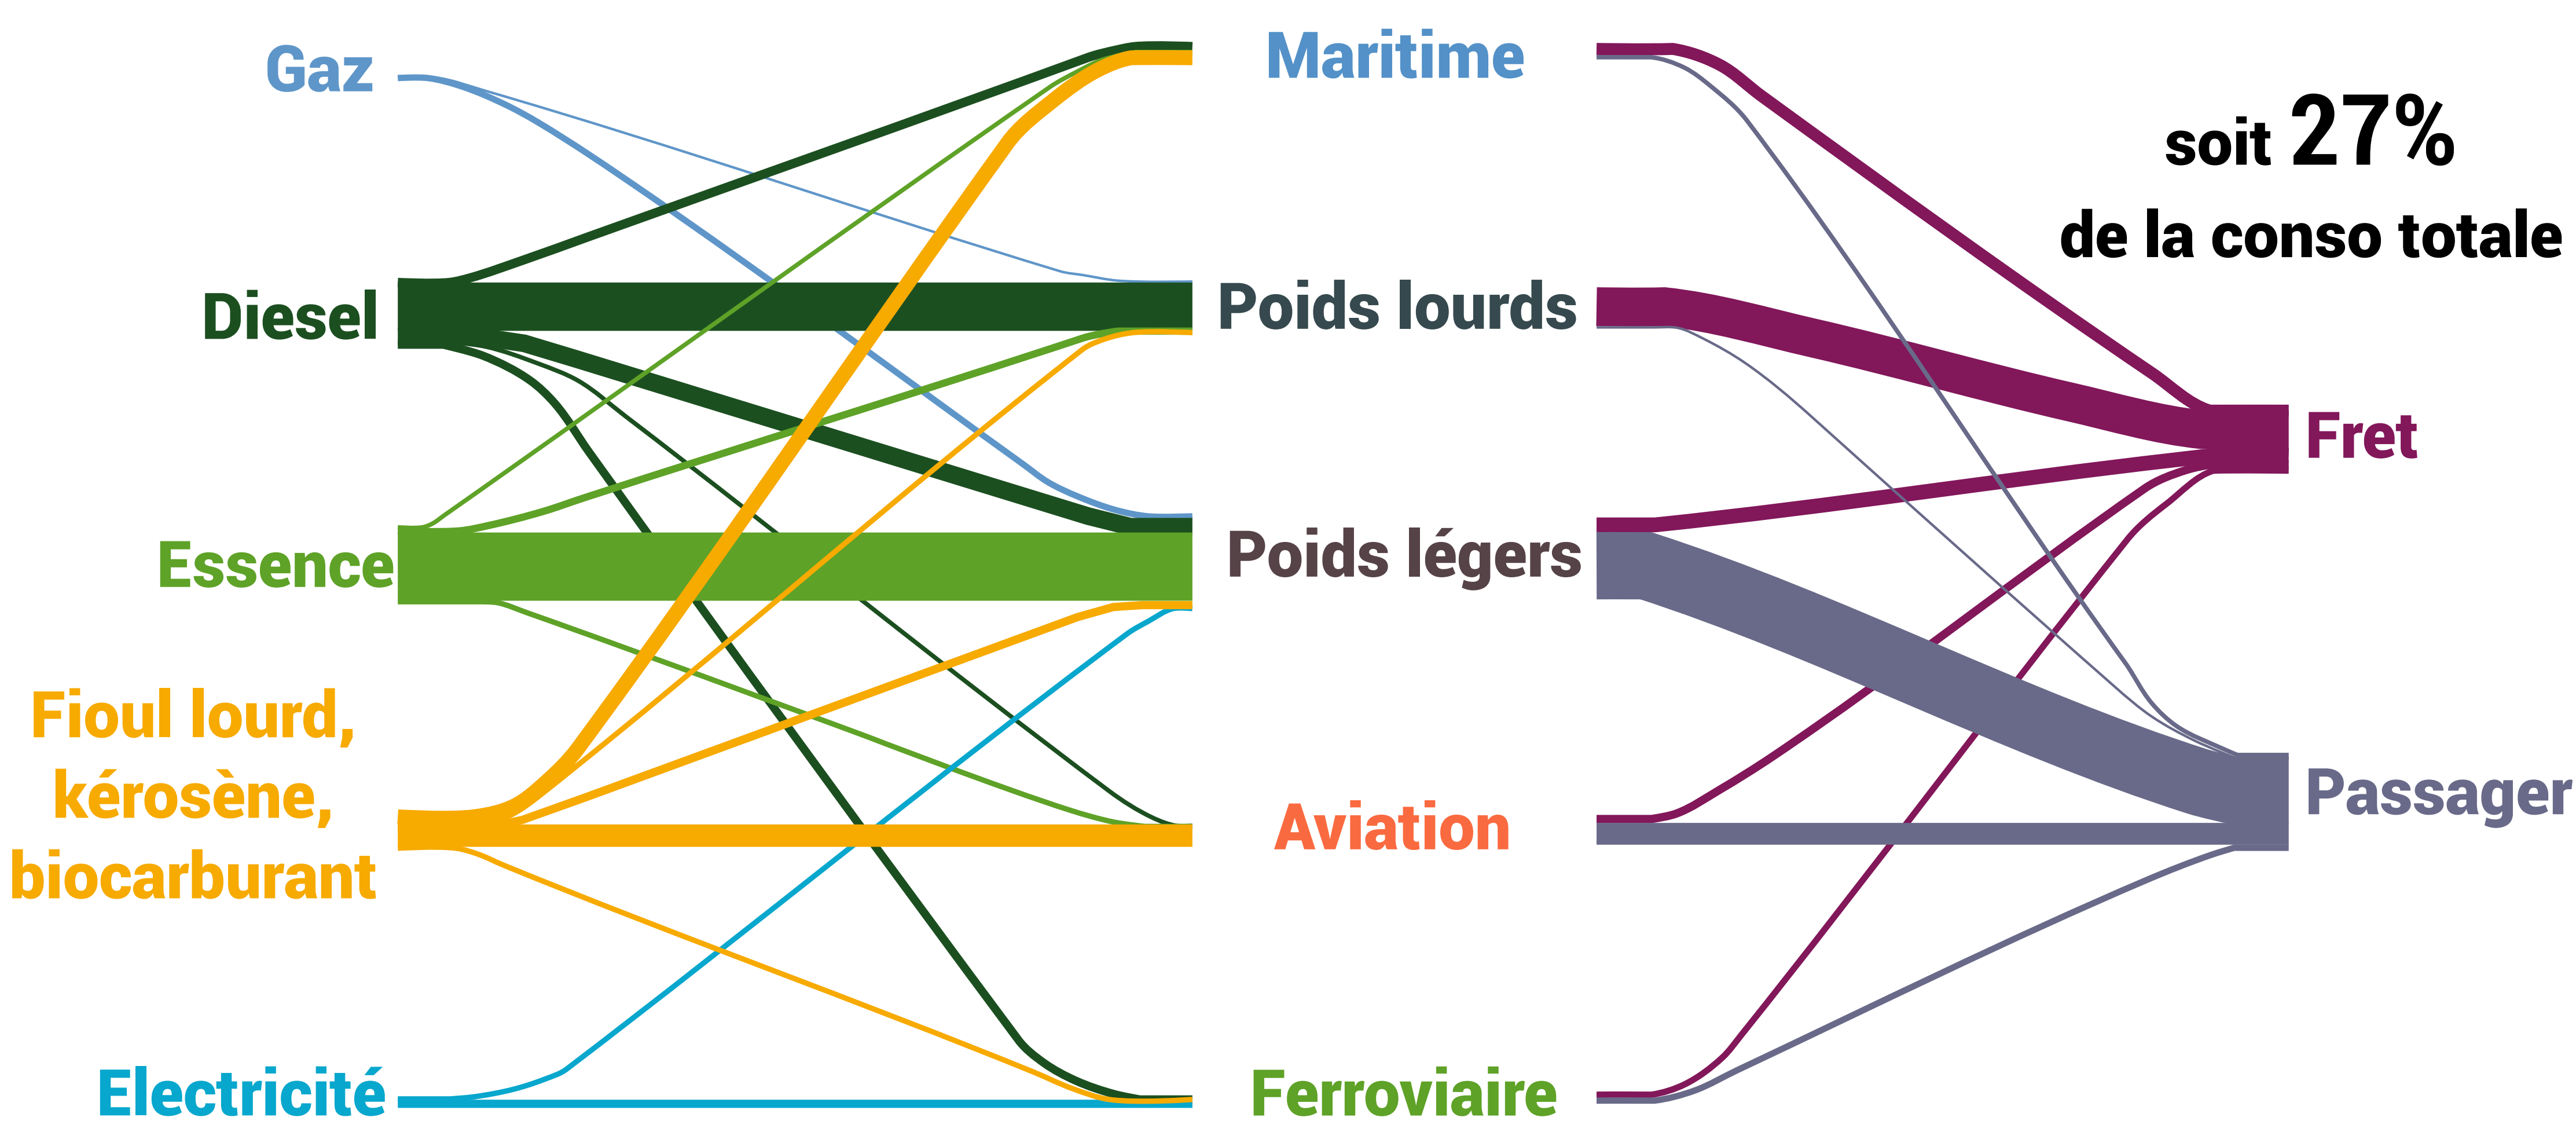 Gaz
Diesel
Essence
Fioul lourd,
kérosène,
biocarburant
Electricité
Maritime
Poids lourds
Poids légers
Aviation
Ferroviaire
soit 27%
de la conso totale
Fret
Passager